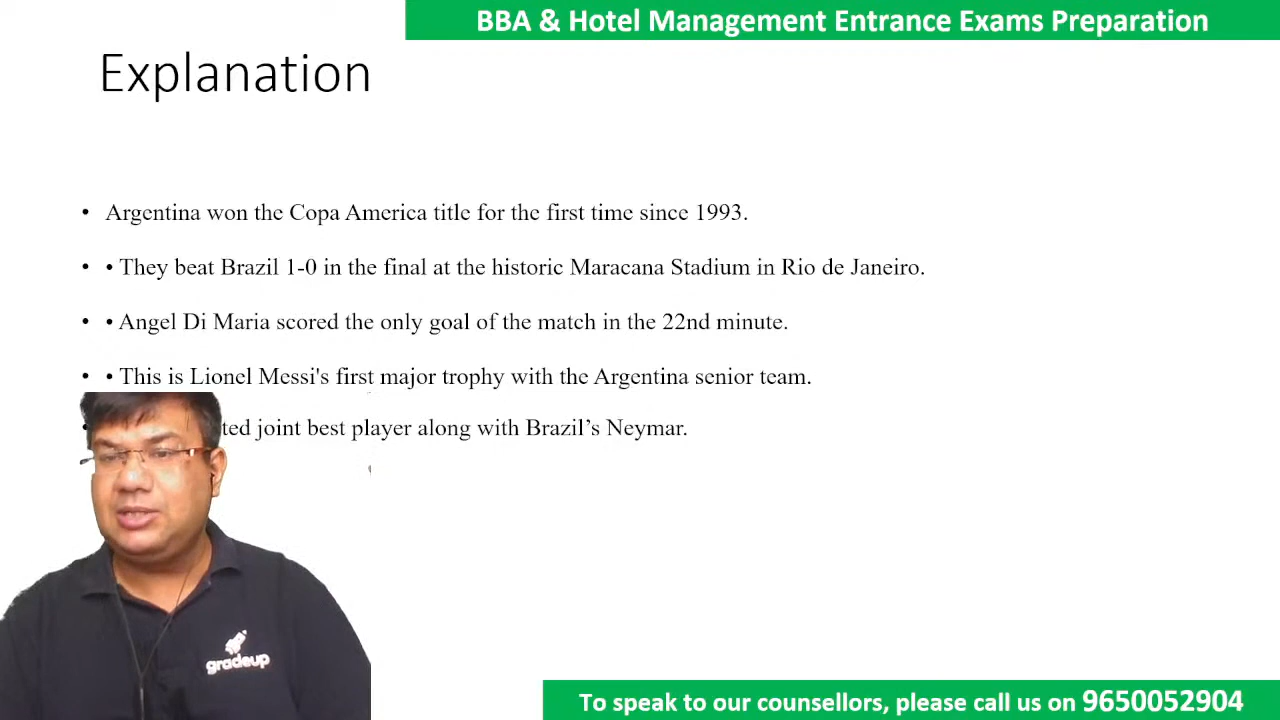 BBA & Hotel Management Entrance Exams Preparation
Explanation
• Argentina won the Copa America title for the first time since 1993.
• • They beat Brazil 1-0 in the final at the historic Maracana Stadium in Rio de Janeiro.
• • Angel Di Maria scored the only goal of the match in the 22nd minute.
• • This is Lionel Messi's first major trophy with the Argentina senior team.
joint best player along with Brazil’s Neymar.
gradeup
To speak to our counsellors, please call us on 9650052904